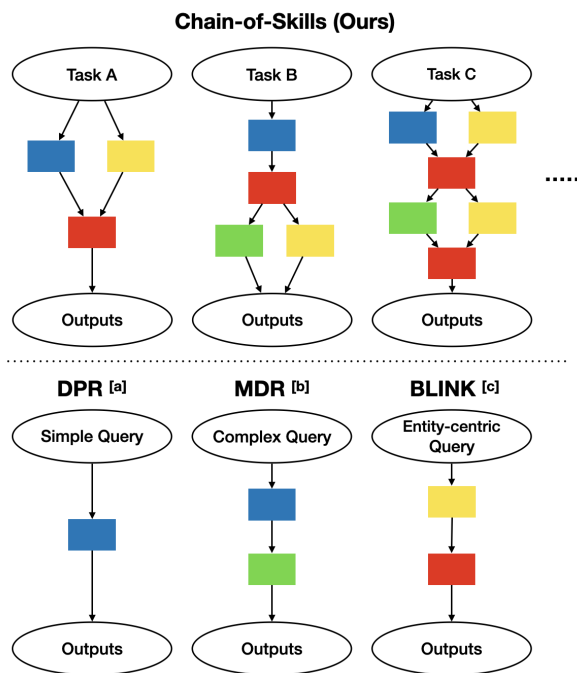 Chain-of-Skills (Ours)
Task A
Task B
Task C
.....
Outputs
Outputs
Outputs
DPR [a]
MDR [b]
BLINK [c]
Simple Query
Complex Query
Entity-centric
Query
Outputs
Outputs
Outputs